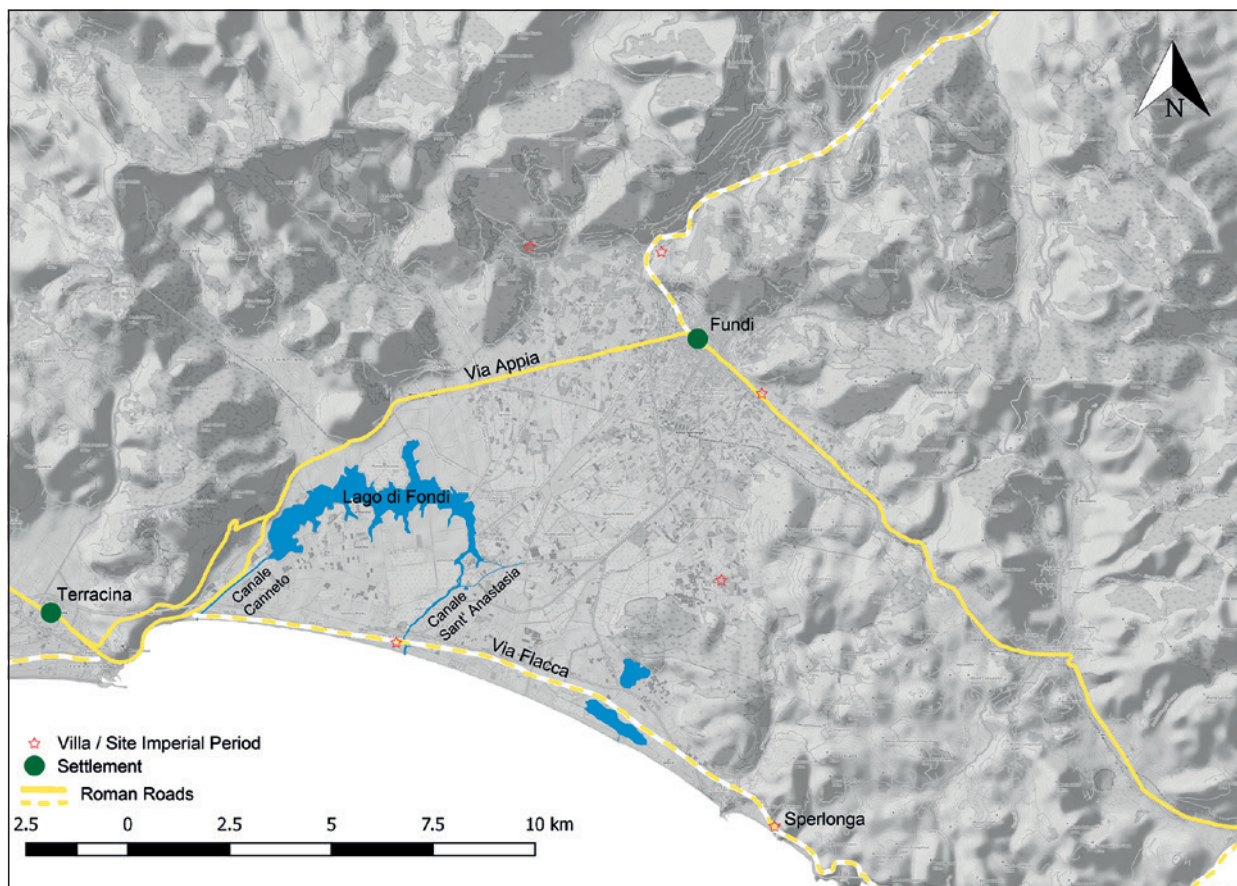 N
Fundi
Via Appia
Lago di Fondi
Canale
Canneto
Canale
Sant' Anastasia
Terracina
Via Flacca
Sperlonga
Villa / Site Imperial Period
Settlement
Roman Roads
2.5 0 2.5 5 7.5 10 km